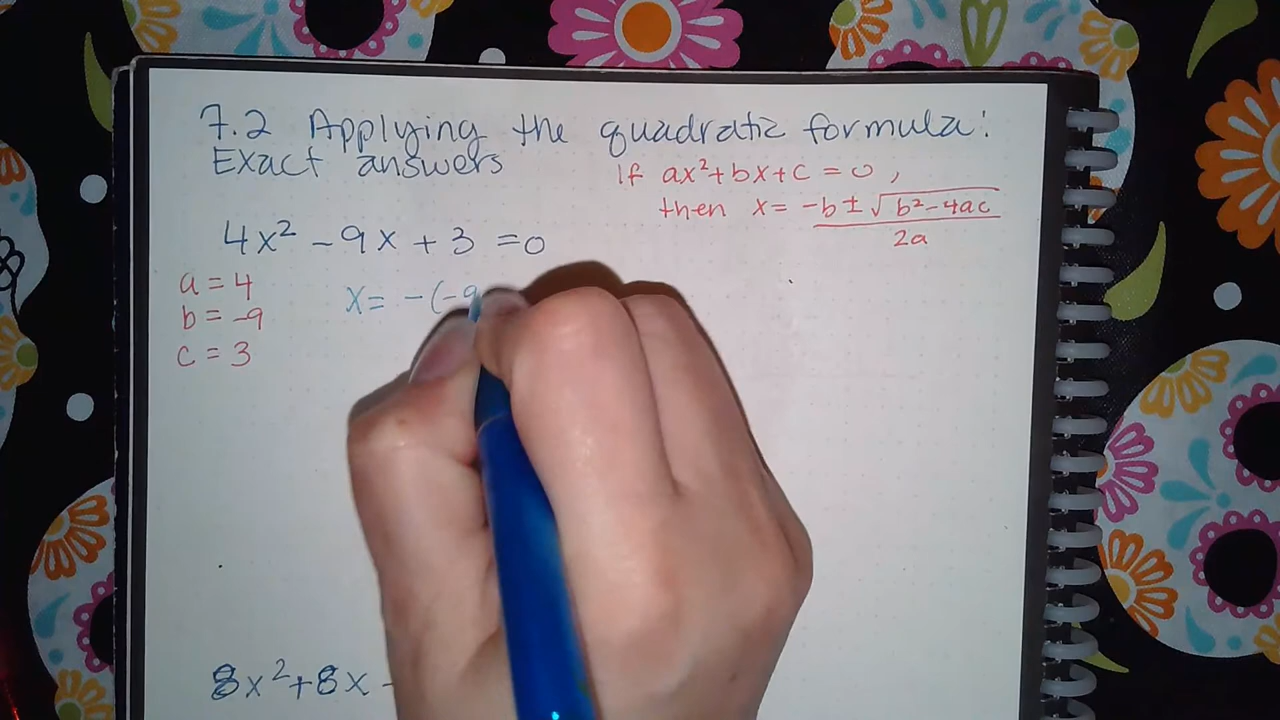 7.2 Applying the quadratic formula:
Exact answers
If ax²+bx+c = 0,
then x = -b ± √b²-4ac
2a
4x² - 9x + 3 = 0
a = 4
b = -9
c = 3
x = -(-9
8x²+8x -